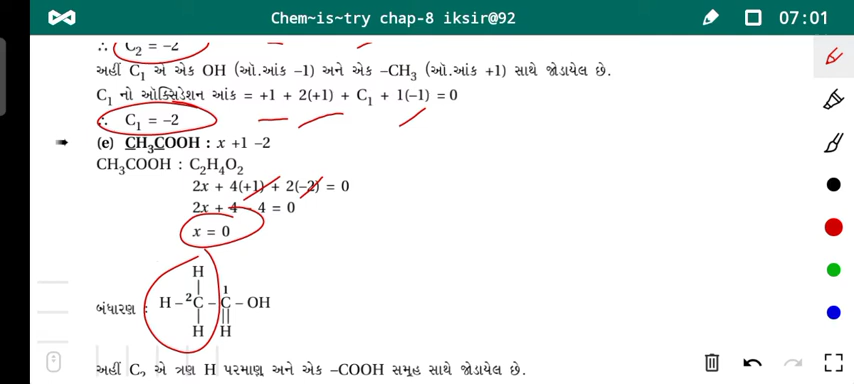 Chem~is~try chap-8 iksir@92 07:01
∴ C₂ = –2
અહીં C₁ એ એક OH (ઑ.આંક –1) અને એક –CH₃ (ઑ.આંક +1) સાથે જોડાયેલ છે.
C₁ નો ઑક્સિડેશન આંક = +1 + 2(+1) + C₁ + 1(–1) = 0
∴ C₁ = –2
➠ (e) CH₃COOH : x +1 –2
CH₃COOH : C₂H₄O₂
2x + 4(+1) + 2(–2) = 0
2x + 4 – 4 = 0
x = 0
H
| 1
બંધારણ : H – ²C – C – OH
| ||
H H
અહીં C₂ એ ત્રણ H પરમાણુ અને એક –COOH સમૂહ સાથે જોડાયેલ છે.